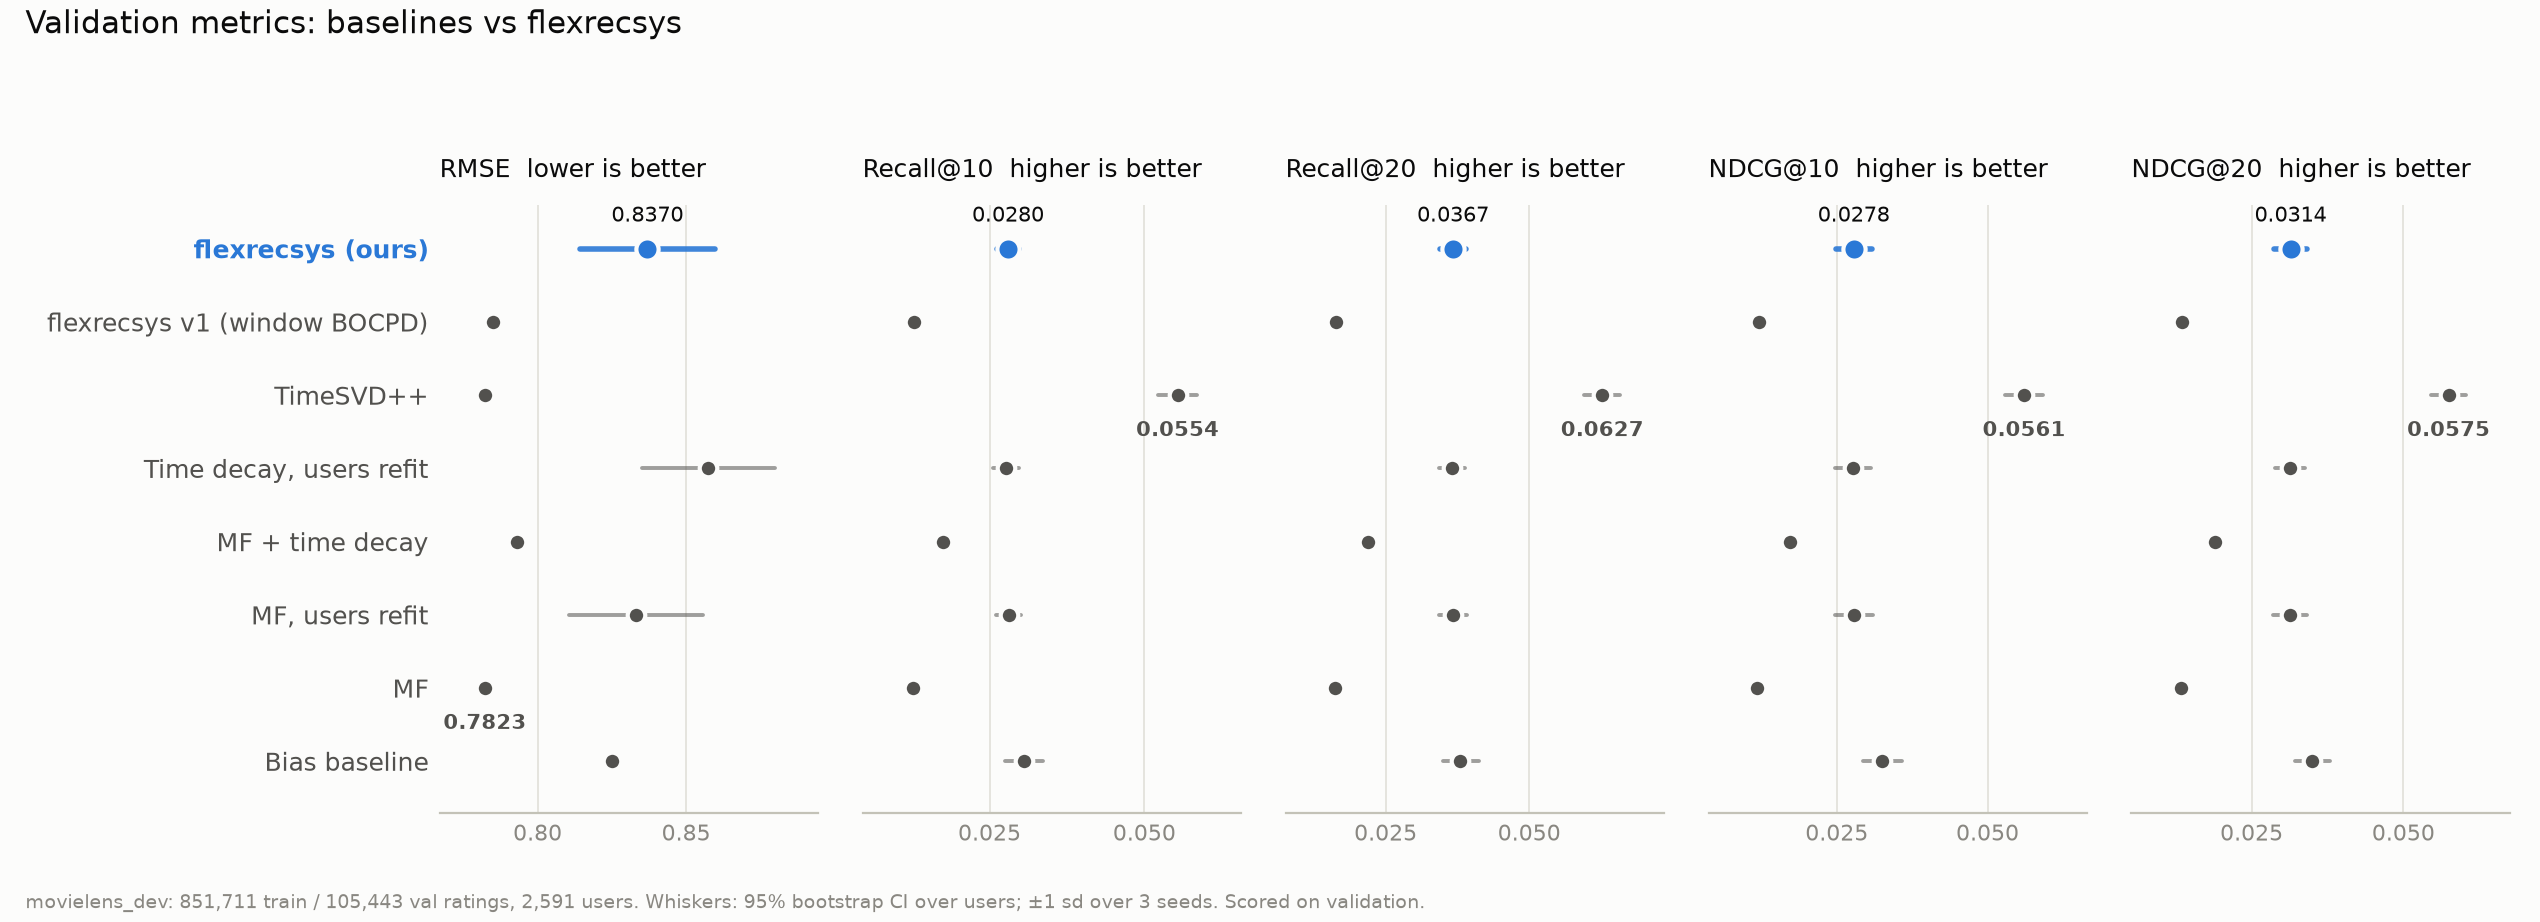 Validation metrics: baselines vs flexrecsys
RMSE lower is better
Recall@10 higher is better
Recall@20 higher is better
NDCG@10 higher is better
NDCG@20 higher is better
0.8370
0.0280
0.0367
0.0278
0.0314
flexrecsys (ours)
flexrecsys v1 (window BOCPD)
TimeSVD++
0.0554
0.0627
0.0561
0.0575
Time decay, users refit
MF + time decay
MF, users refit
MF
0.7823
Bias baseline
0.80 0.85
0.025 0.050
0.025 0.050
0.025 0.050
0.025 0.050
movielens_dev: 851,711 train / 105,443 val ratings, 2,591 users. Whiskers: 95% bootstrap CI over users; ±1 sd over 3 seeds. Scored on validation.